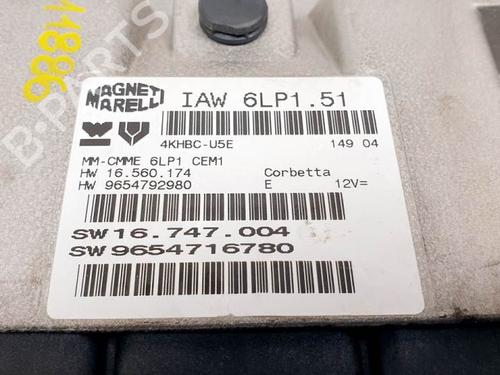 11886
B-PARTS
MAGNETI
MARELLI
IAW 6LP1.51
4KHBC-U5E 149 04
MM-CMME 6LP1 CEM1
HW 16.560.174 Corbetta
HW 9654792980 E 12V=
SW 16.747.004
SW 9654716780